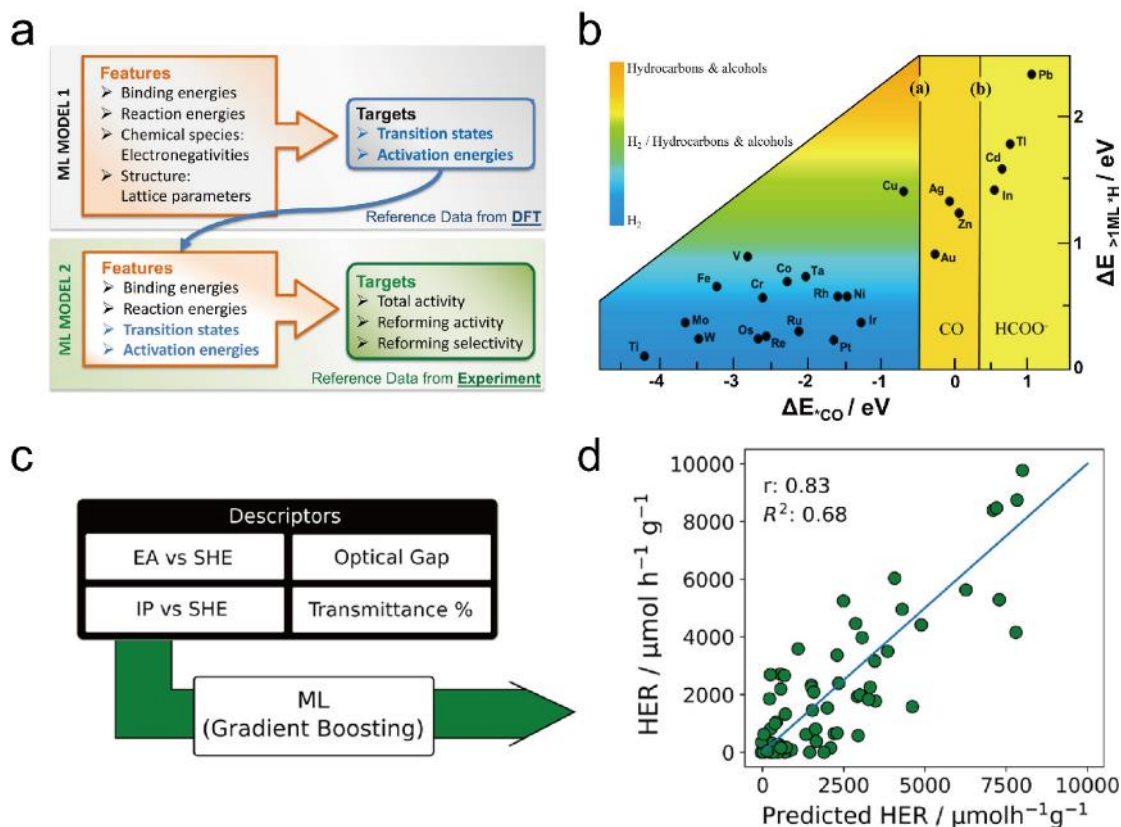 a
ML MODEL 1
Features
➢ Binding energies
➢ Reaction energies
➢ Chemical species:
Electronegativities
➢ Structure:
Lattice parameters
Targets
➢ Transition states
➢ Activation energies
Reference Data from DFT
ML MODEL 2
Features
➢ Binding energies
➢ Reaction energies
➢ Transition states
➢ Activation energies
Targets
➢ Total activity
➢ Reforming activity
➢ Reforming selectivity
Reference Data from Experiment
b
Hydrocarbons & alcohols
H₂ / Hydrocarbons & alcohols
H₂
(a)
(b)
Pb
Tl
Cd
In
Cu
Ag
Zn
Au
V
Fe
Co
Ta
Cr
Rh
Ni
Mo
W
Os
Re
Ru
Ir
Pt
Ti
CO
HCOO⁻
2
1
0
ΔE >1ML *H / eV
-4 -3 -2 -1 0 1
ΔE*CO / eV
c
Descriptors
EA vs SHE
Optical Gap
IP vs SHE
Transmittance %
ML
(Gradient Boosting)
d
r: 0.83
R²: 0.68
10000
8000
6000
4000
2000
0
HER / μmol h⁻¹ g⁻¹
0 2500 5000 7500 10000
Predicted HER / μmolh⁻¹g⁻¹